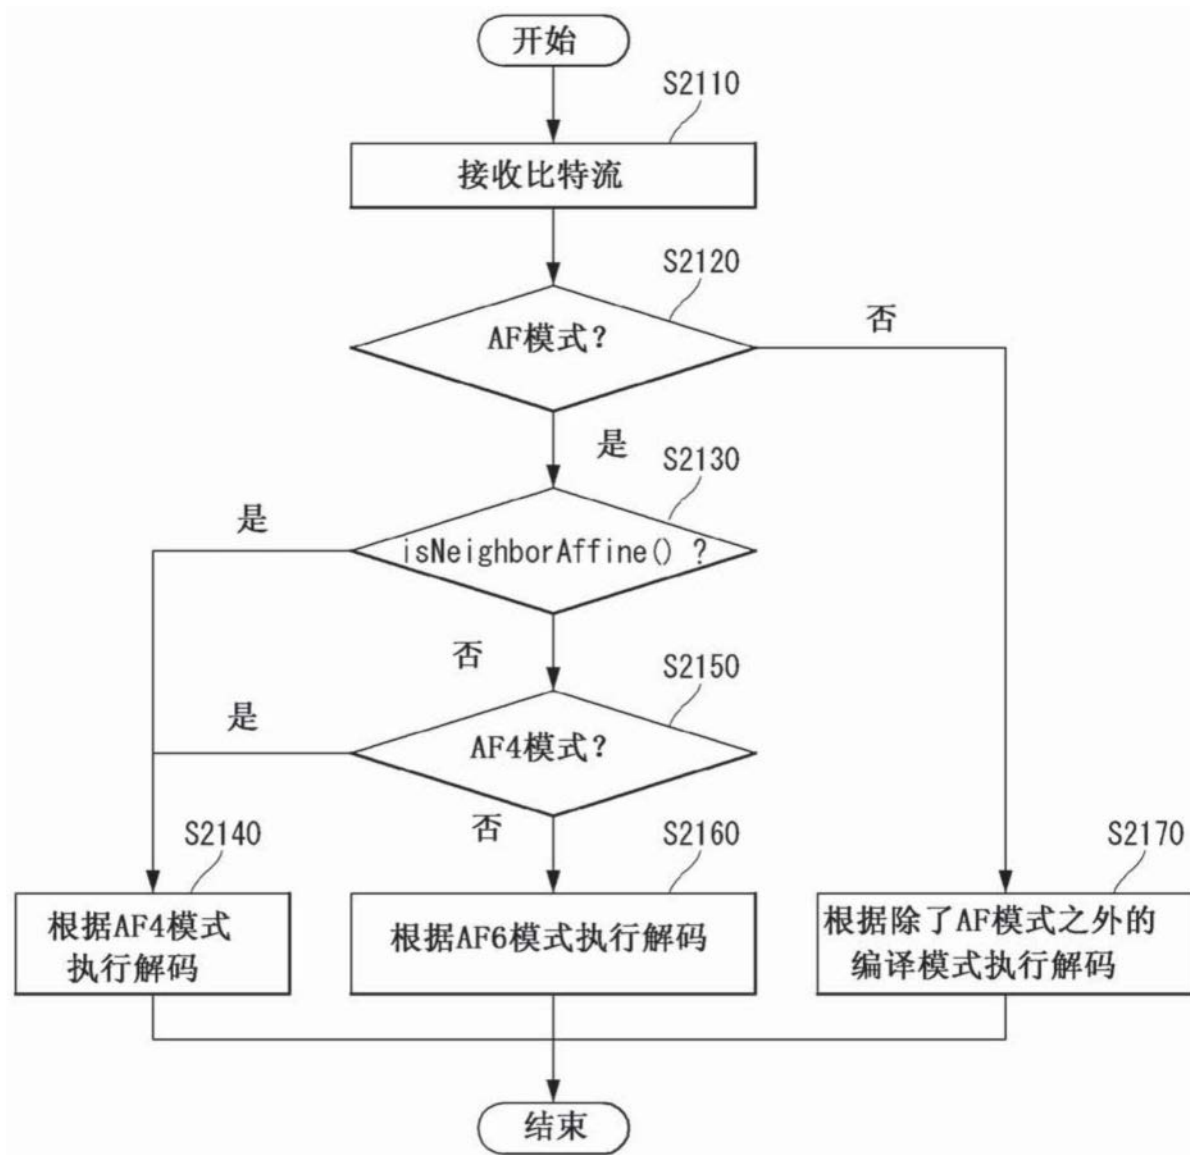 开始
S2110
接收比特流
S2120
AF模式?
否
是
S2130
是
isNeighborAffine() ?
否
S2150
是
AF4模式?
否
S2140
S2160
S2170
根据AF4模式
执行解码
根据AF6模式执行解码
根据除了AF模式之外的
编译模式执行解码
结束